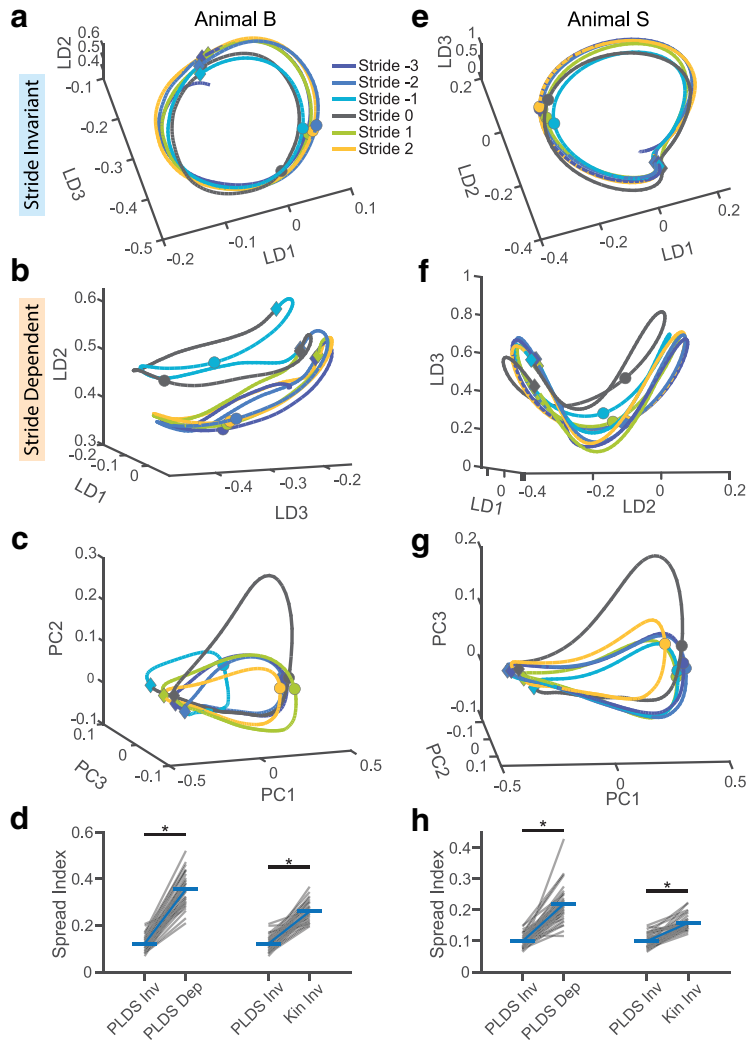 a
Animal B
e
Animal S
Stride Invariant
LD2
0.6
0.5
0.4
-0.1
-0.2
-0.3
-0.4
-0.5
LD3
-0.2
-0.1
0
0.1
LD1
Stride -3
Stride -2
Stride -1
Stride 0
Stride 1
Stride 2
LD3
1
0.5
0
0.2
0
-0.2
-0.4
LD2
-0.4
-0.2
0
0.2
LD1
b
Stride Dependent
LD2
0.6
0.5
0.4
0.3
-0.2
-0.1
0
LD1
-0.4
-0.3
-0.2
LD3
f
LD3
1
0.8
0.6
0.4
0.2
0
LD1
0
-0.4
-0.2
0
0.2
LD2
c
PC2
0.3
0.2
0.1
0
-0.1
0.1
0
-0.1
PC3
-0.5
0
0.5
PC1
g
PC3
0.2
0.1
0
-0.1
-0.1
0
0.1
PC2
-0.5
0
0.5
PC1
d
Spread Index
0.6
0.4
0.2
0
*
*
PLDS Inv
PLDS Dep
PLDS Inv
Kin Inv
h
Spread Index
0.4
0.3
0.2
0.1
0
*
*
PLDS Inv
PLDS Dep
PLDS Inv
Kin Inv